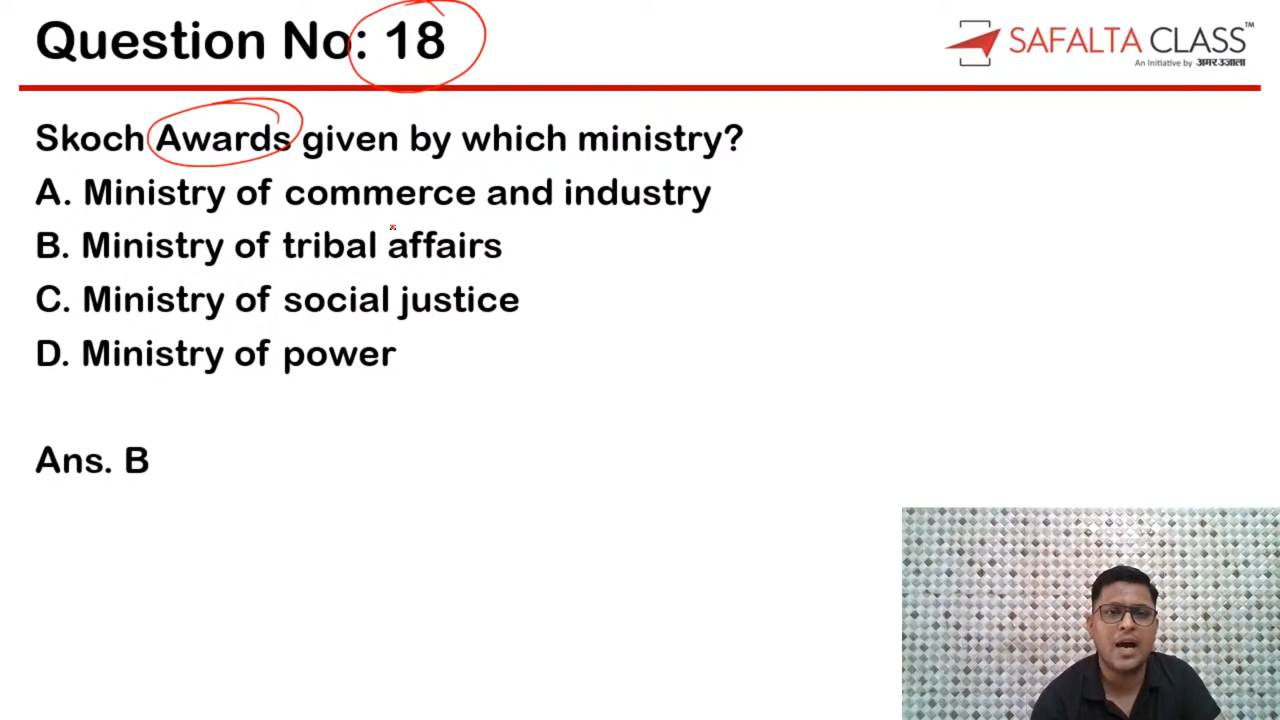 Question No: 18
SAFALTA CLASS™
An Initiative by अमर उजाला
Skoch Awards given by which ministry?
A. Ministry of commerce and industry
B. Ministry of tribal affairs
C. Ministry of social justice
D. Ministry of power
Ans. B